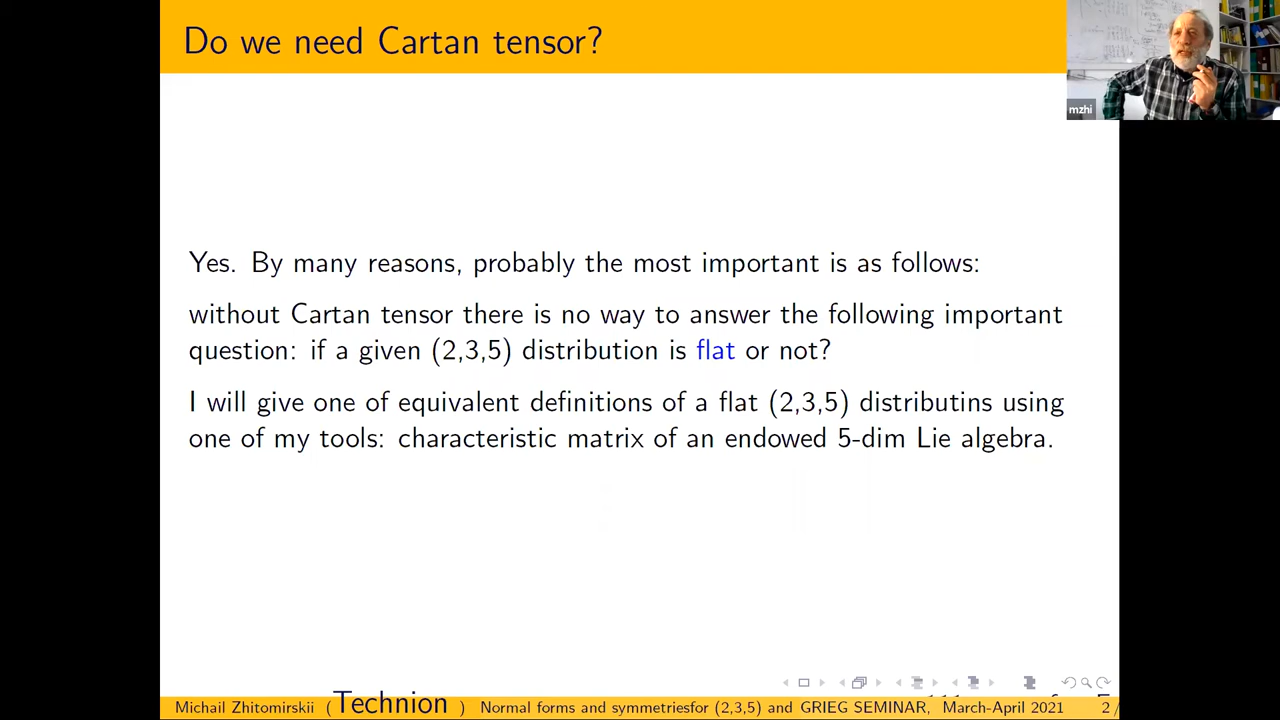 Do we need Cartan tensor?
mzhi
Yes. By many reasons, probably the most important is as follows:
without Cartan tensor there is no way to answer the following important
question: if a given (2,3,5) distribution is flat or not?
I will give one of equivalent definitions of a flat (2,3,5) distributins using
one of my tools: characteristic matrix of an endowed 5-dim Lie algebra.
Michail Zhitomirskii ( Technion ) Normal forms and symmetriesfor (2,3,5) and GRIEG SEMINAR, March-April 2021 2 /